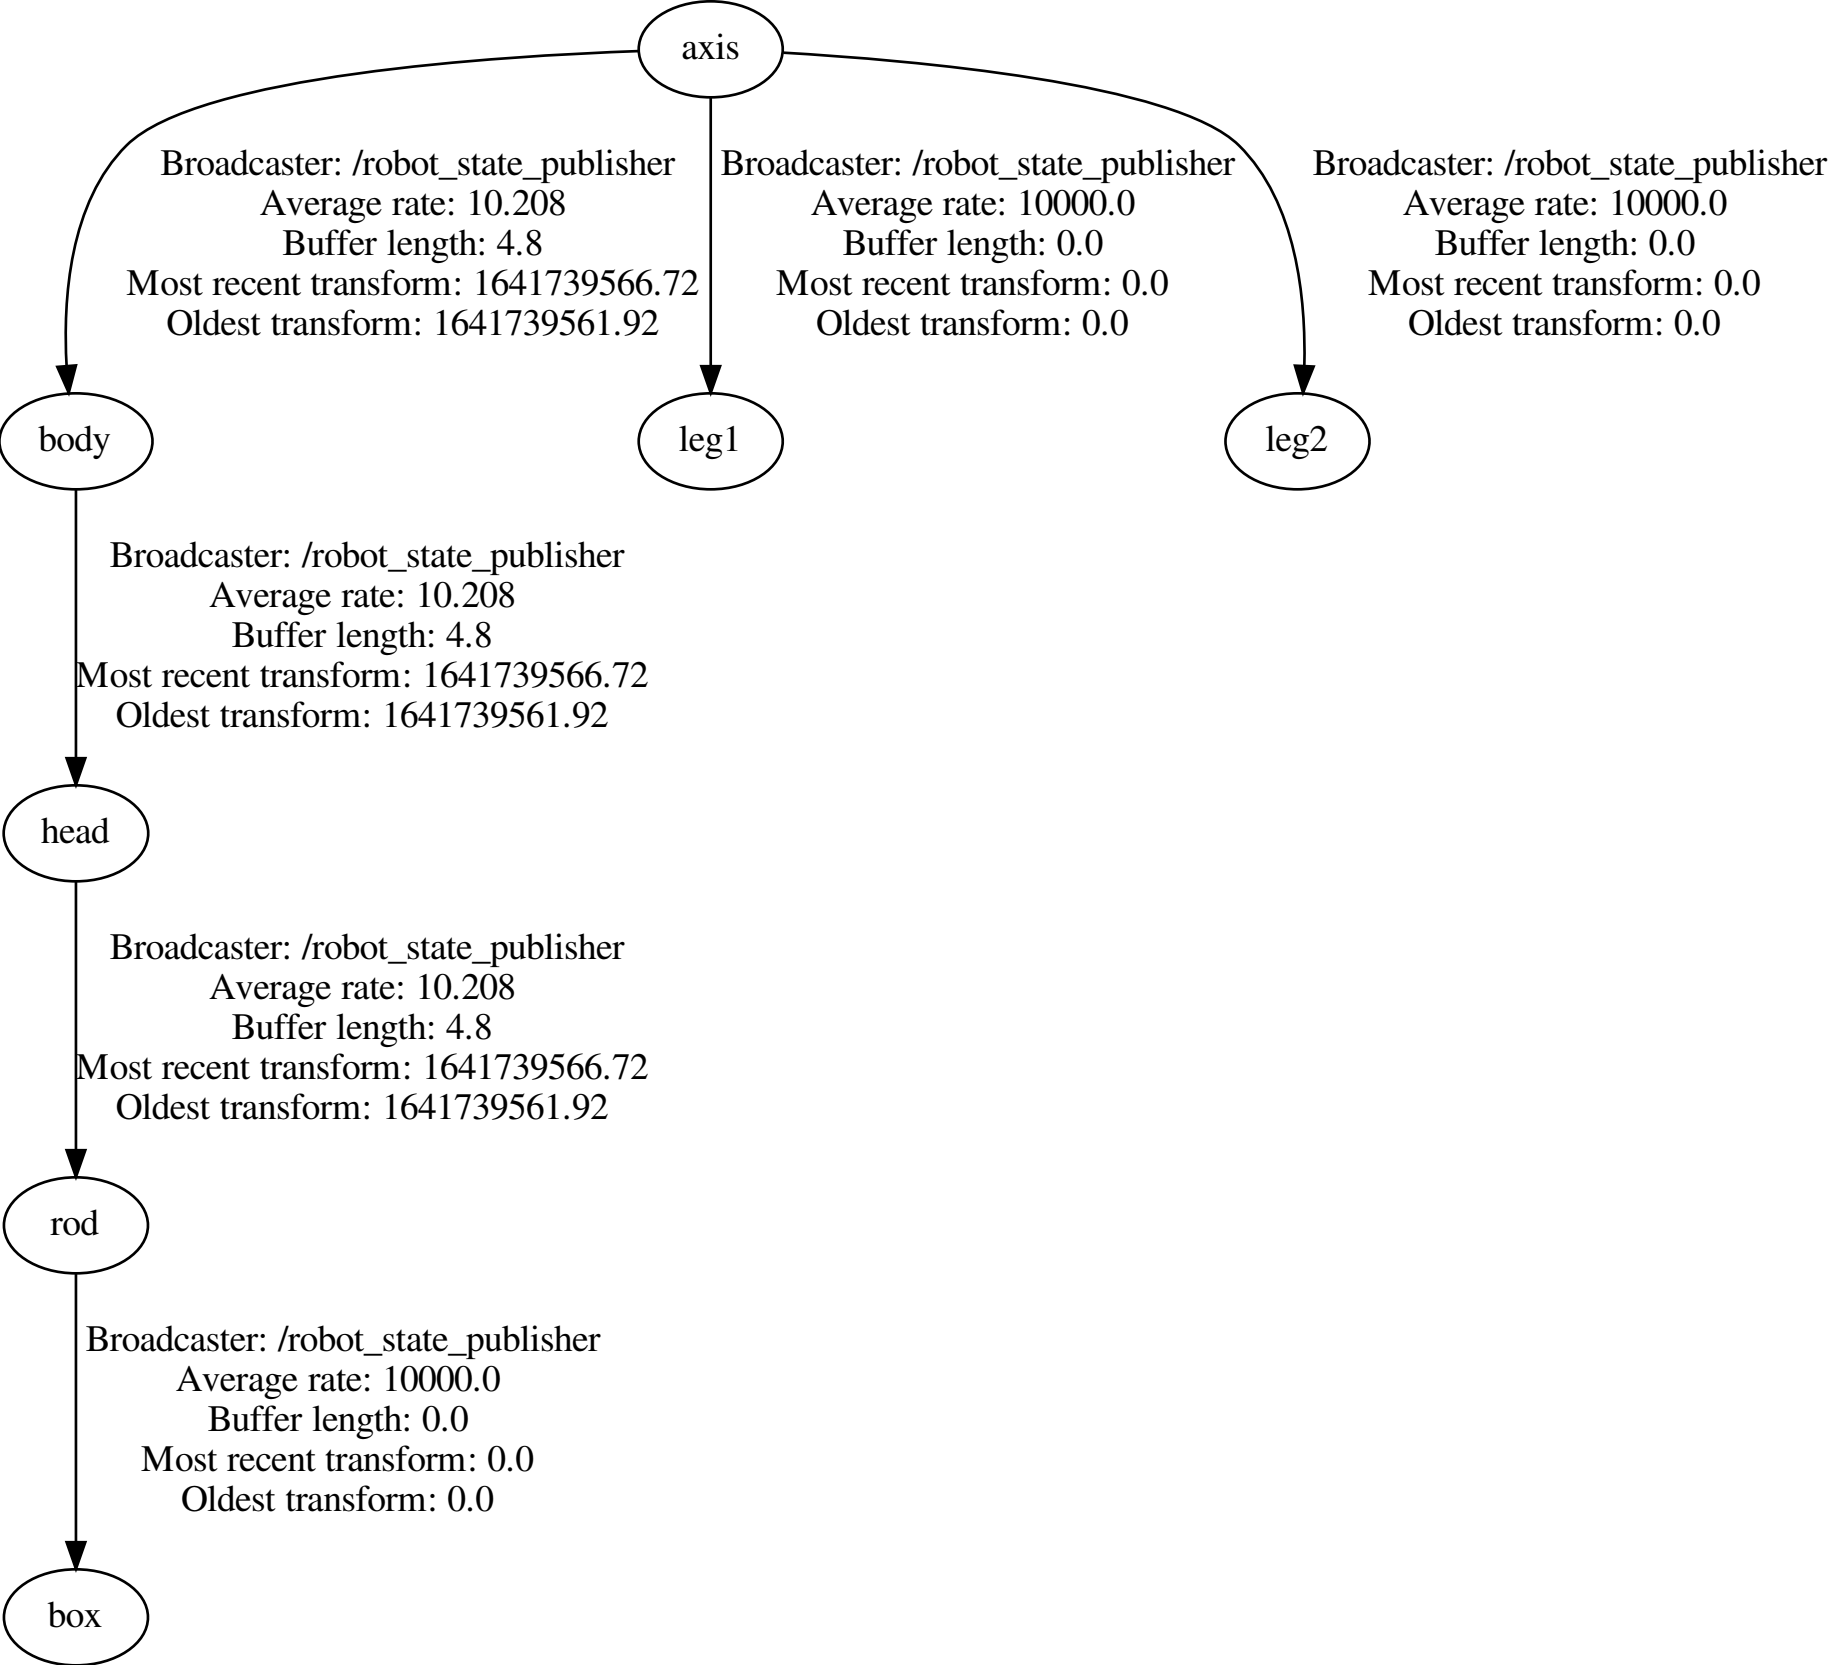 axis
Broadcaster: /robot_state_publisher
Average rate: 10.208
Buffer length: 4.8
Most recent transform: 1641739566.72
Oldest transform: 1641739561.92
Broadcaster: /robot_state_publisher
Average rate: 10000.0
Buffer length: 0.0
Most recent transform: 0.0
Oldest transform: 0.0
Broadcaster: /robot_state_publisher
Average rate: 10000.0
Buffer length: 0.0
Most recent transform: 0.0
Oldest transform: 0.0
body
leg1
leg2
Broadcaster: /robot_state_publisher
Average rate: 10.208
Buffer length: 4.8
Most recent transform: 1641739566.72
Oldest transform: 1641739561.92
head
Broadcaster: /robot_state_publisher
Average rate: 10.208
Buffer length: 4.8
Most recent transform: 1641739566.72
Oldest transform: 1641739561.92
rod
Broadcaster: /robot_state_publisher
Average rate: 10000.0
Buffer length: 0.0
Most recent transform: 0.0
Oldest transform: 0.0
box